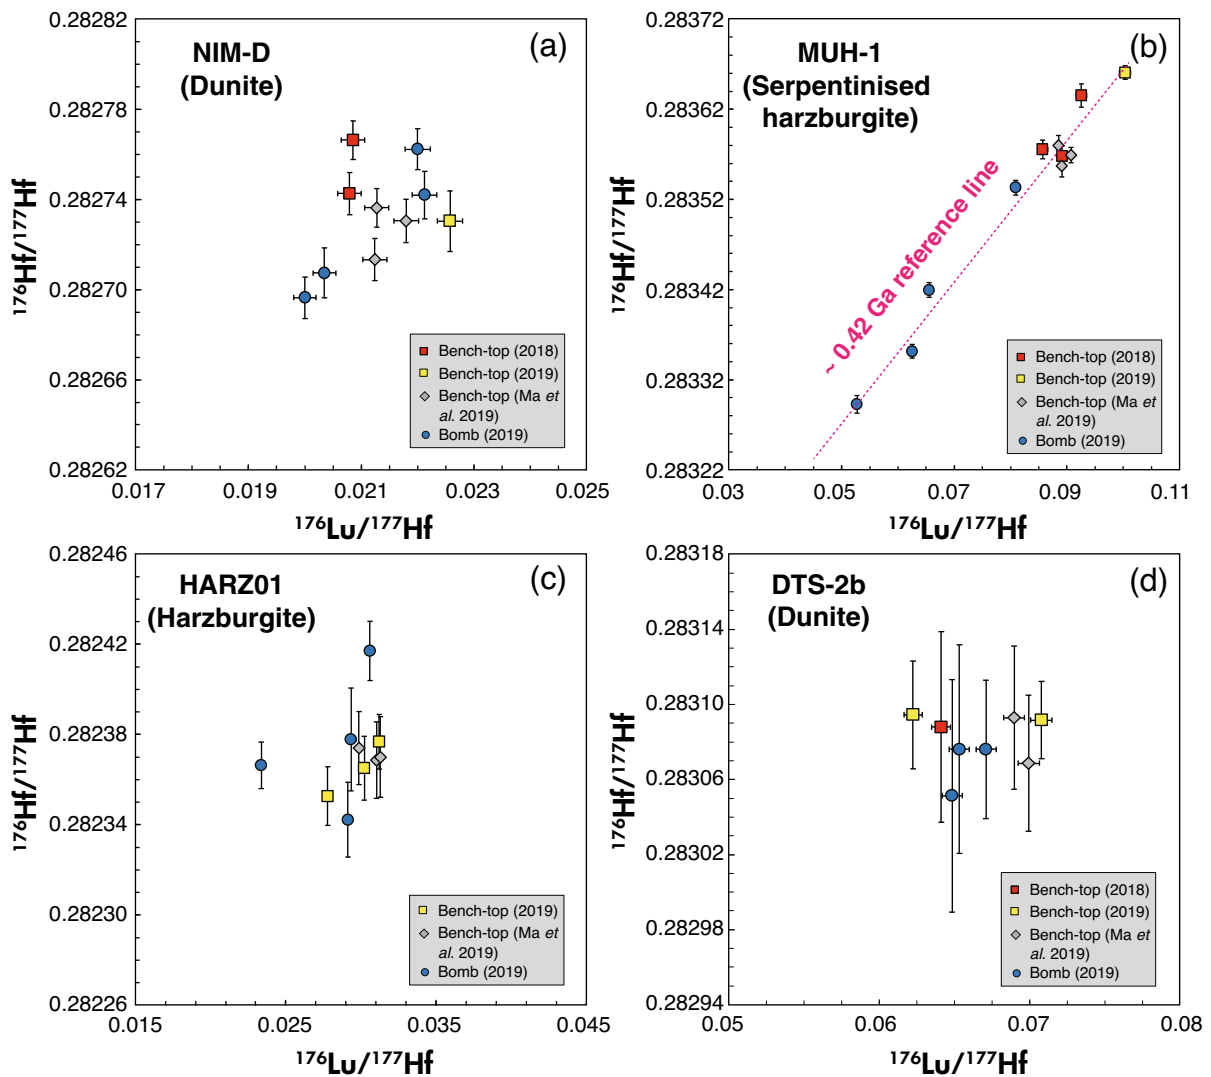 (a)
NIM-D
(Dunite)
0.28282
0.28278
0.28274
0.28270
0.28266
0.28262
¹⁷⁶Hf/¹⁷⁷Hf
Bench-top (2018)
Bench-top (2019)
Bench-top (Ma et
al. 2019)
Bomb (2019)
0.017 0.019 0.021 0.023 0.025
¹⁷⁶Lu/¹⁷⁷Hf
(b)
MUH-1
(Serpentinised
harzburgite)
0.28372
0.28362
0.28352
0.28342
0.28332
0.28322
¹⁷⁶Hf/¹⁷⁷Hf
~ 0.42 Ga reference line
Bench-top (2018)
Bench-top (2019)
Bench-top (Ma et
al. 2019)
Bomb (2019)
0.03 0.05 0.07 0.09 0.11
¹⁷⁶Lu/¹⁷⁷Hf
(c)
HARZ01
(Harzburgite)
0.28246
0.28242
0.28238
0.28234
0.28230
0.28226
¹⁷⁶Hf/¹⁷⁷Hf
Bench-top (2019)
Bench-top (Ma et
al. 2019)
Bomb (2019)
0.015 0.025 0.035 0.045
¹⁷⁶Lu/¹⁷⁷Hf
(d)
DTS-2b
(Dunite)
0.28318
0.28314
0.28310
0.28306
0.28302
0.28298
0.28294
¹⁷⁶Hf/¹⁷⁷Hf
Bench-top (2018)
Bench-top (2019)
Bench-top (Ma et
al. 2019)
Bomb (2019)
0.05 0.06 0.07 0.08
¹⁷⁶Lu/¹⁷⁷Hf